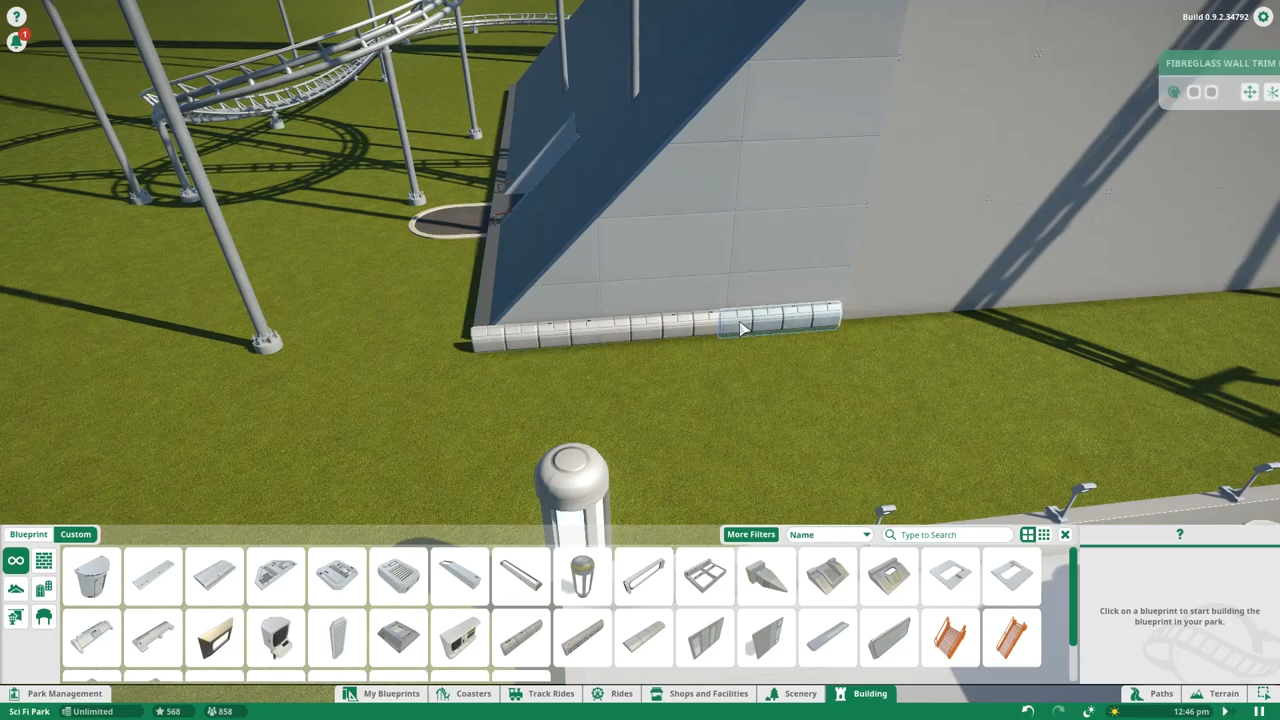 Build 0.9.2.34792
1
FIBREGLASS WALL TRIM
Blueprint
Custom
More Filters
Name
Type to Search
Click on a blueprint to start building the
blueprint in your park.
Park Management
My Blueprints
Coasters
Track Rides
Rides
Shops and Facilities
Scenery
Building
Paths
Terrain
Sci Fi Park
Unlimited
568
858
12:46 pm